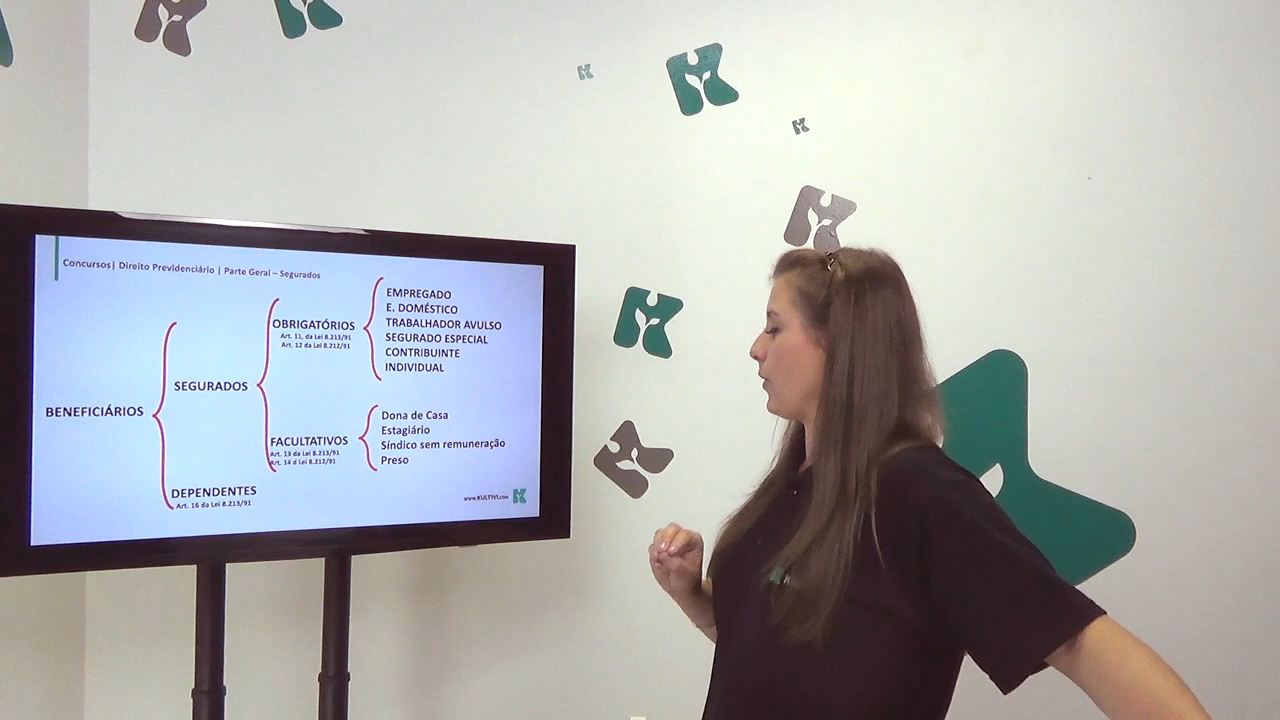 Concursos| Direito Previdenciário | Parte Geral – Segurados
BENEFICIÁRIOS
SEGURADOS
OBRIGATÓRIOS
Art. 11, da Lei 8.213/91
Art. 12 da Lei 8.212/91
EMPREGADO
E. DOMÉSTICO
TRABALHADOR AVULSO
SEGURADO ESPECIAL
CONTRIBUINTE
INDIVIDUAL
FACULTATIVOS
Art. 13 da Lei 8.213/91
Art. 14 d Lei 8.212/91
Dona de Casa
Estagiário
Síndico sem remuneração
Preso
DEPENDENTES
Art. 16 da Lei 8.213/91
www.KULTIVI.com